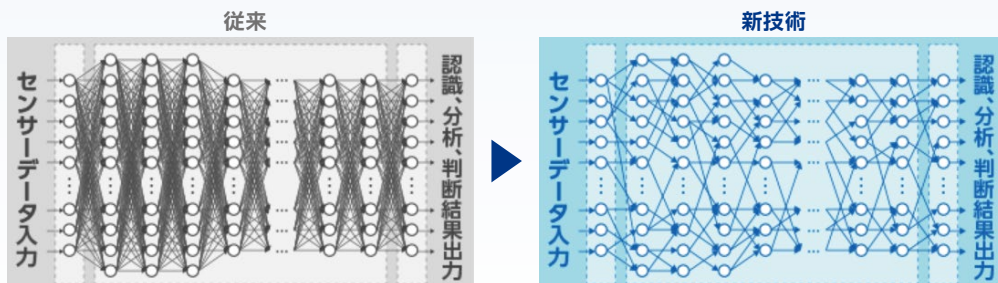 従来
センサーデータ入力
認識、分析、判断結果出力
新技術
センサーデータ入力
認識、分析、判断結果出力